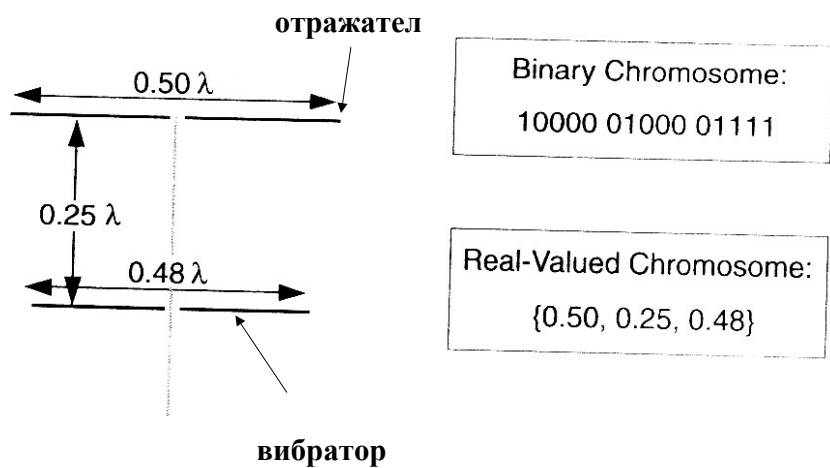 отражател
0.50 λ
0.25 λ
0.48 λ
вибратор
Binary Chromosome:
10000 01000 01111
Real-Valued Chromosome:
{0.50, 0.25, 0.48}